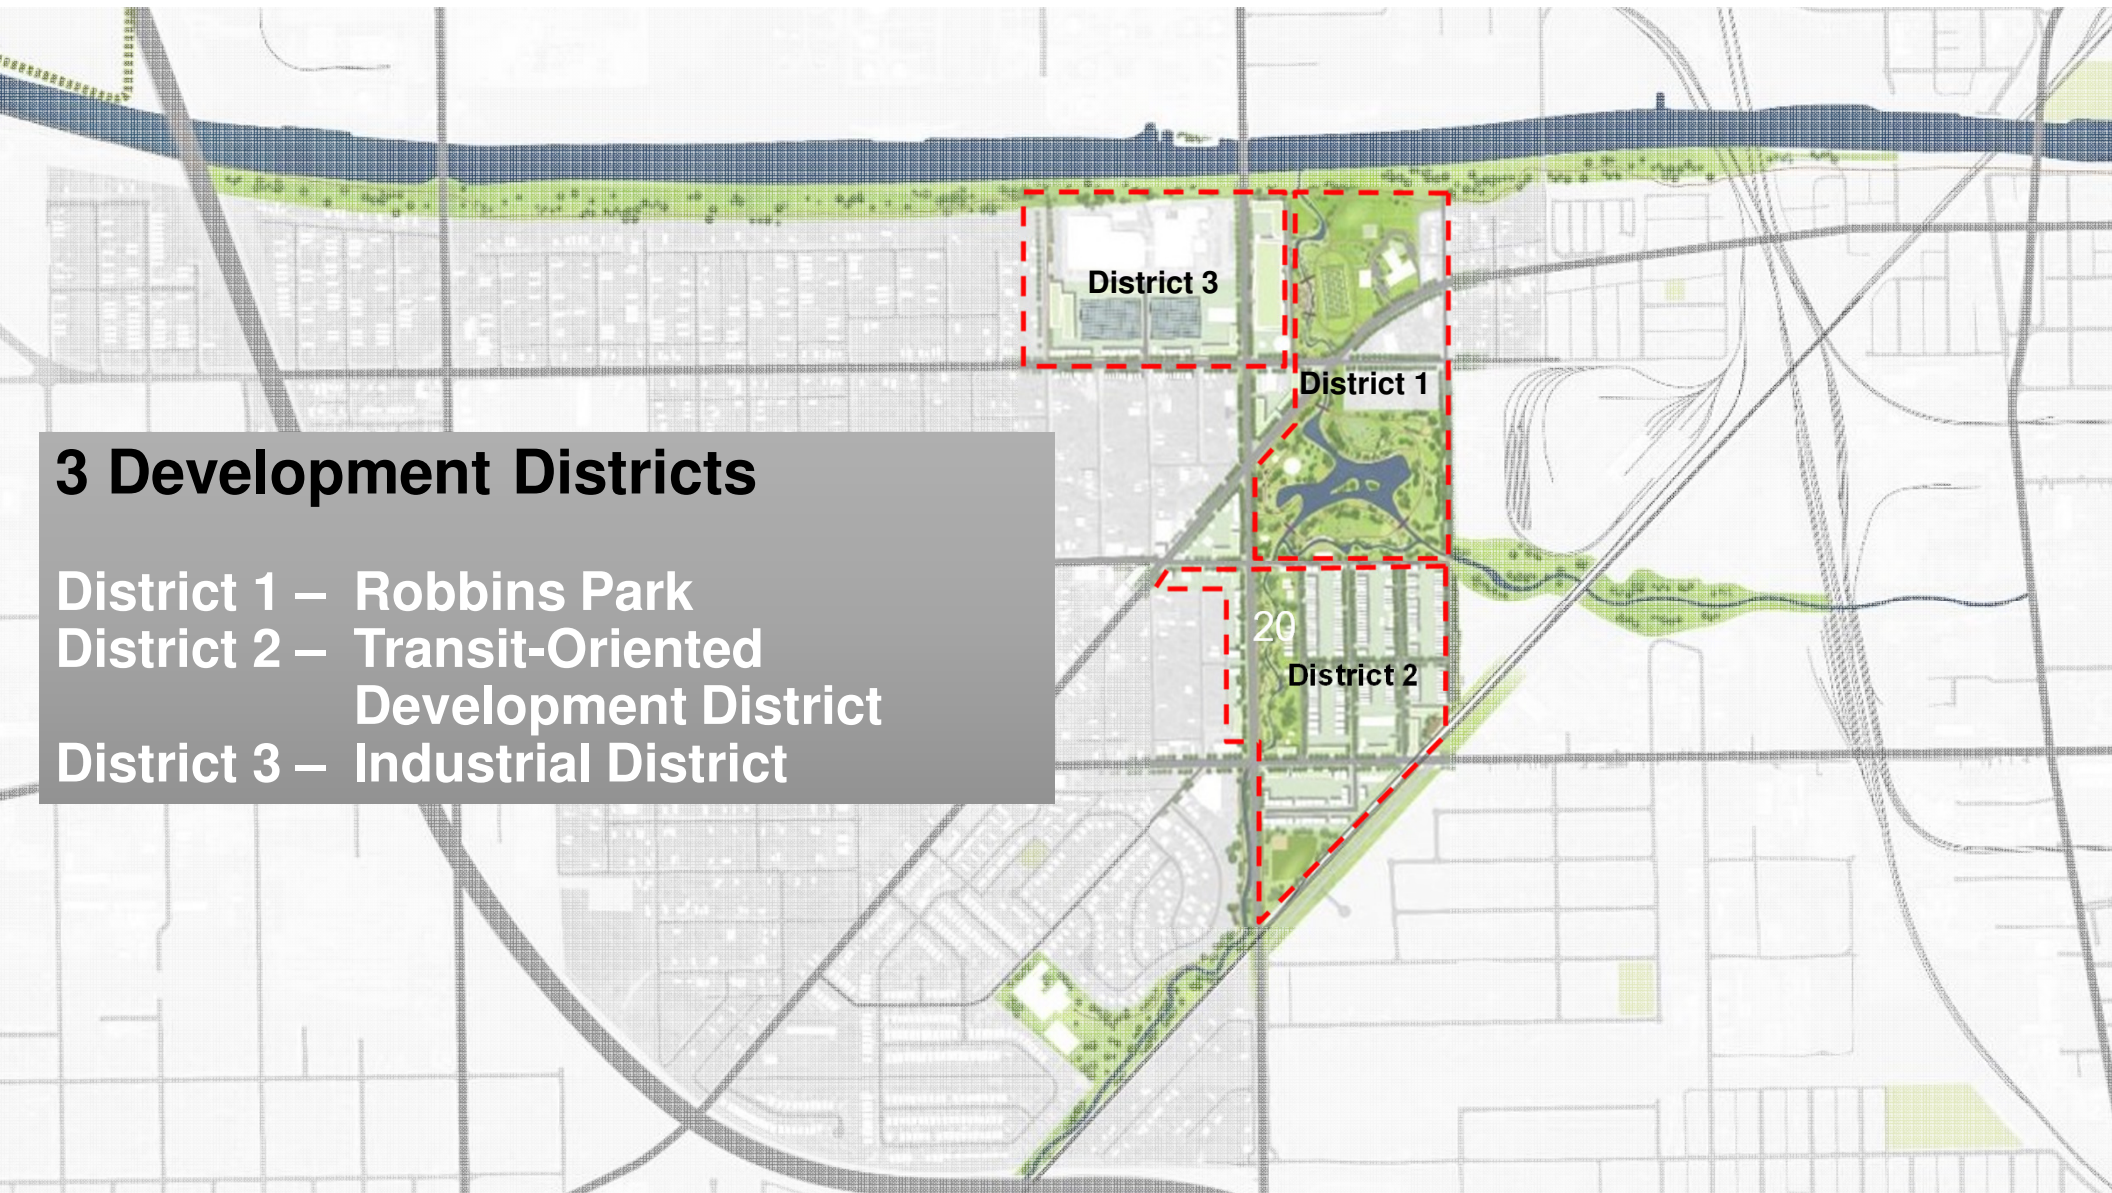 District 3
District 1
3 Development Districts
District 1 – Robbins Park
District 2 – Transit-Oriented
Development District
District 3 – Industrial District
20
District 2